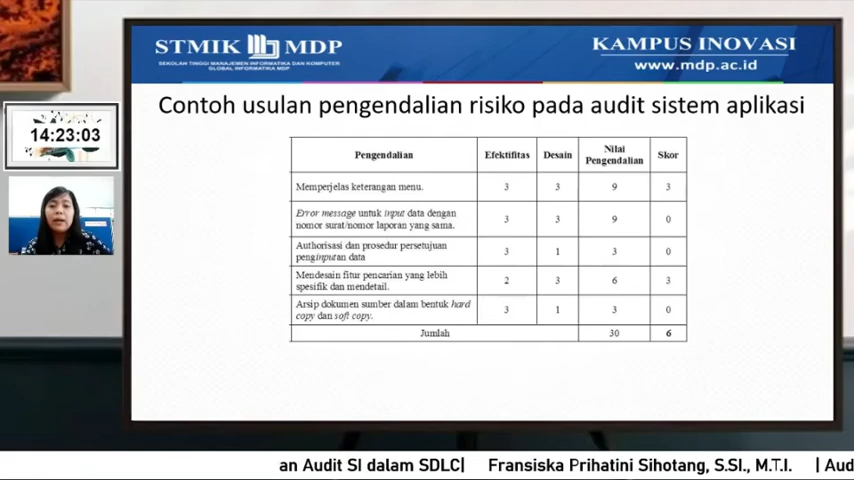 STMIK MDP
SEKOLAH TINGGI MANAJEMEN INFORMATIKA DAN KOMPUTER
GLOBAL INFORMATIKA MDP
KAMPUS INOVASI
www.mdp.ac.id
Contoh usulan pengendalian risiko pada audit sistem aplikasi
14:23:03
Pengendalian Efektifitas Desain Nilai Pengendalian Skor
Memperjelas keterangan menu. 3 3 9 3
Error message untuk input data dengan
nomor surat/nomor laporan yang sama. 3 3 9 0
Authorisasi dan prosedur persetujuan
penginputan data 3 1 3 0
Mendesain fitur pencarian yang lebih
spesifik dan mendetail. 2 3 6 3
Arsip dokumen sumber dalam bentuk hard
copy dan soft copy. 3 1 3 0
Jumlah 30 6
an Audit SI dalam SDLC| Fransiska Prihatini Sihotang, S.SI., M.T.I. | Aud